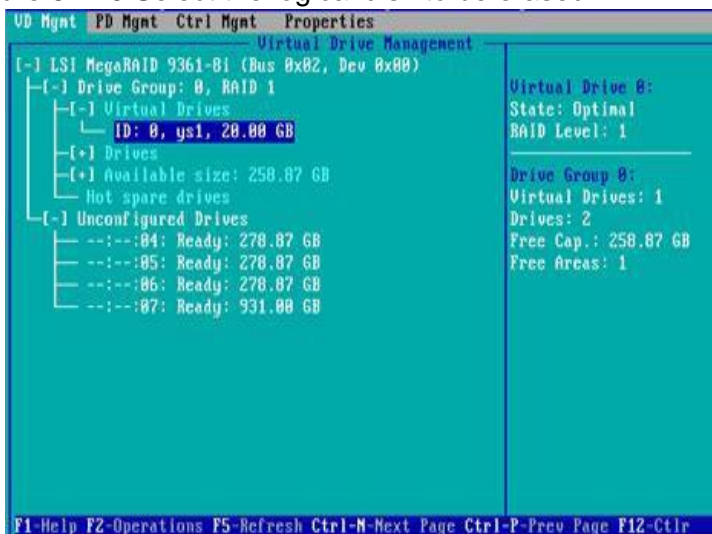 VD Mgmt PD Mgmt Ctrl Mgmt Properties
Virtual Drive Management
[-] LSI MegaRAID 9361-8i (Bus 0x02, Dev 0x00)
[-] Drive Group: 0, RAID 1
[-] Virtual Drives
ID: 0, ys1, 20.00 GB
[+] Drives
[+] Available size: 258.87 GB
Hot spare drives
[-] Unconfigured Drives
--:--:04: Ready: 278.87 GB
--:--:05: Ready: 278.87 GB
--:--:06: Ready: 278.87 GB
--:--:07: Ready: 931.00 GB
Virtual Drive 0:
State: Optimal
RAID Level: 1
Drive Group 0:
Virtual Drives: 1
Drives: 2
Free Cap.: 258.87 GB
Free Areas: 1
F1-Help F2-Operations F5-Refresh Ctrl-N-Next Page Ctrl-P-Prev Page F12-Ctlr